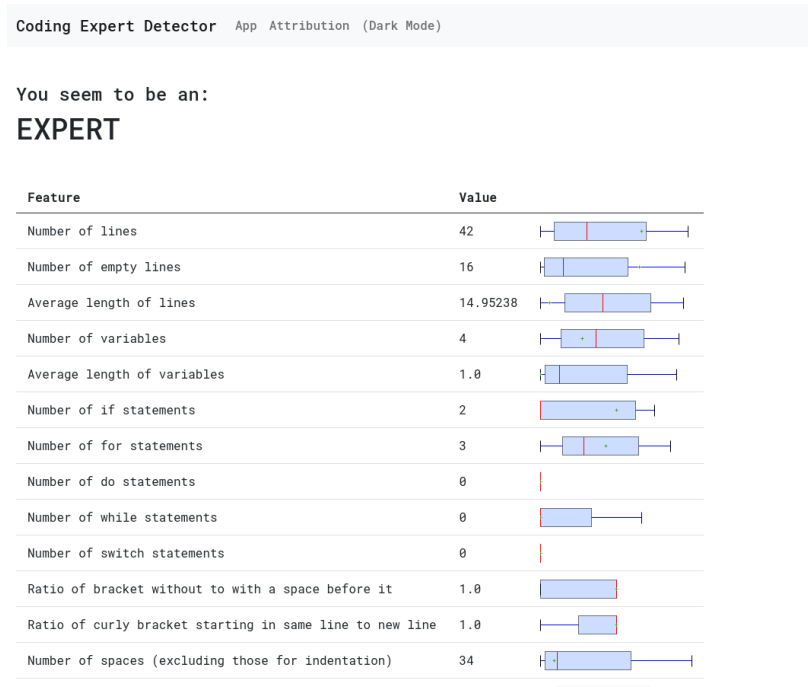 Coding Expert Detector App Attribution (Dark Mode)
You seem to be an:
EXPERT
Feature Value
Number of lines 42
Number of empty lines 16
Average length of lines 14.95238
Number of variables 4
Average length of variables 1.0
Number of if statements 2
Number of for statements 3
Number of do statements 0
Number of while statements 0
Number of switch statements 0
Ratio of bracket without to with a space before it 1.0
Ratio of curly bracket starting in same line to new line 1.0
Number of spaces (excluding those for indentation) 34